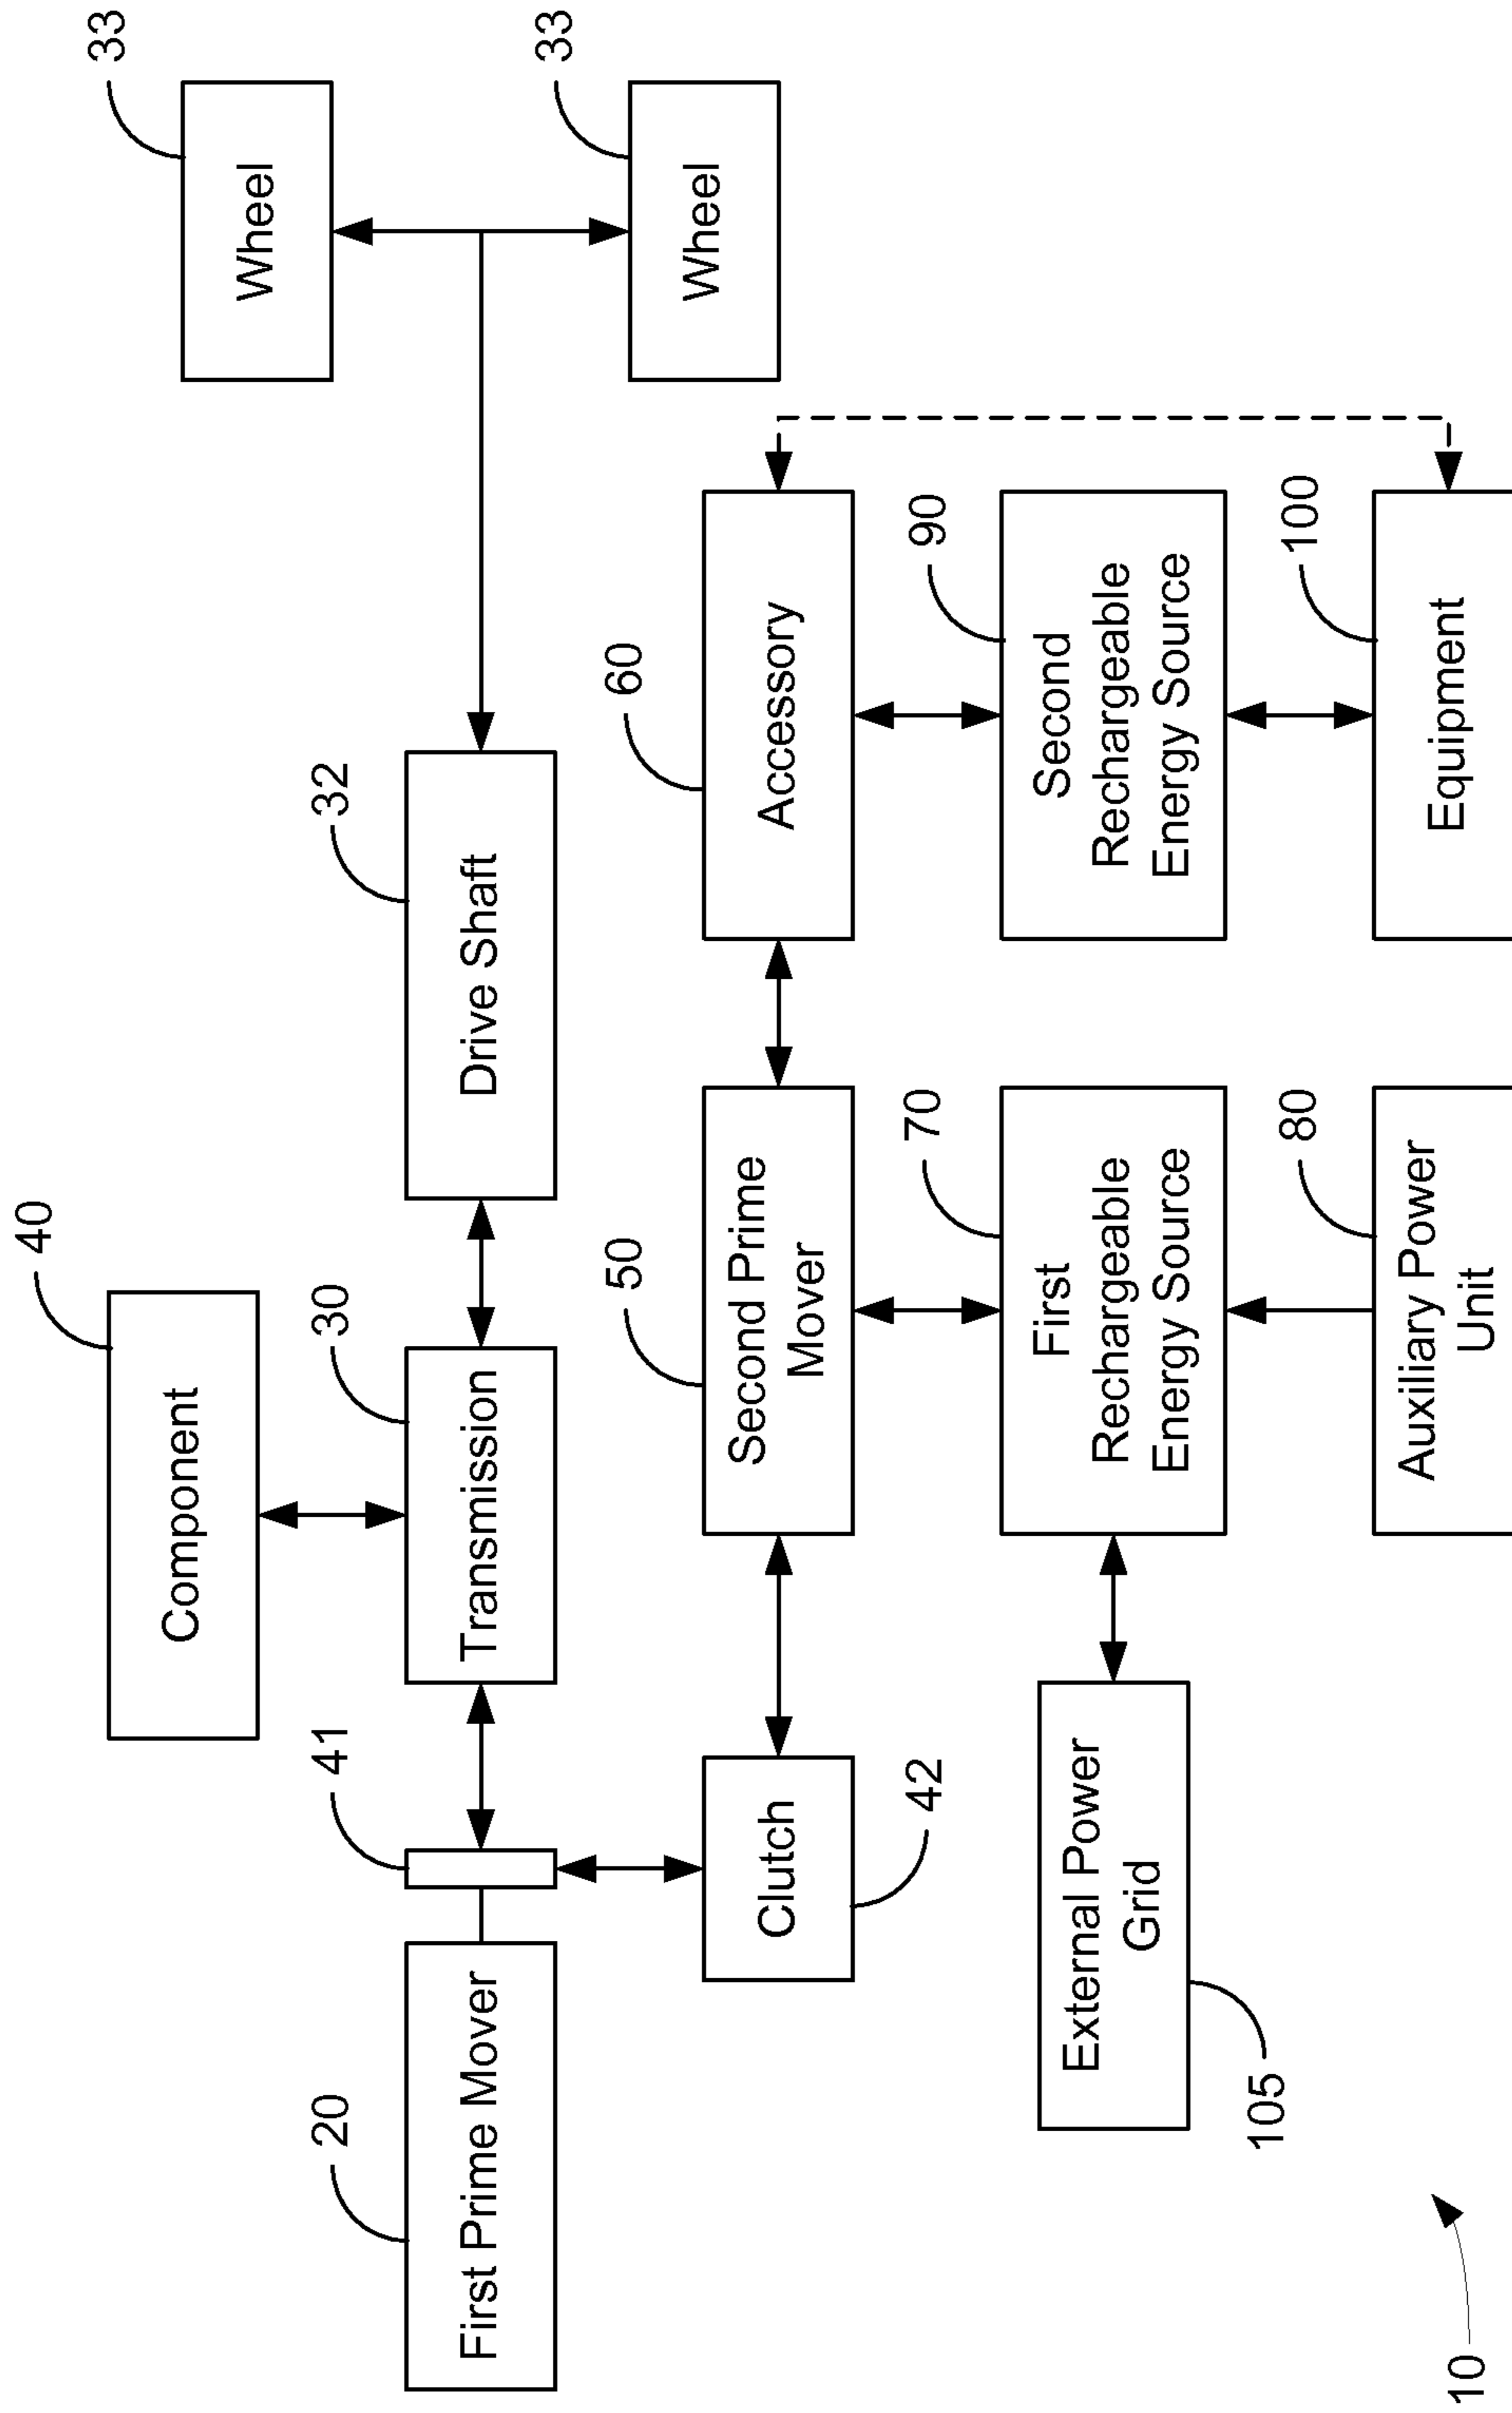 40
Component
33
Wheel
20
First Prime Mover
41
30
Transmission
32
Drive Shaft
33
Wheel
Clutch
42
50
Second Prime
Mover
60
Accessory
External Power
Grid
105
70
First
Rechargeable
Energy Source
90
Second
Rechargeable
Energy Source
80
Auxiliary Power
Unit
100
Equipment
10